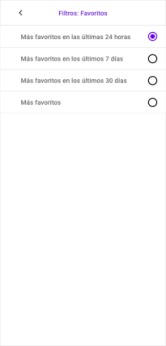 Filtros: Favoritos
Más favoritos en las últimas 24 horas
Más favoritos en los últimos 7 días
Más favoritos en los últimos 30 días
Más favoritos